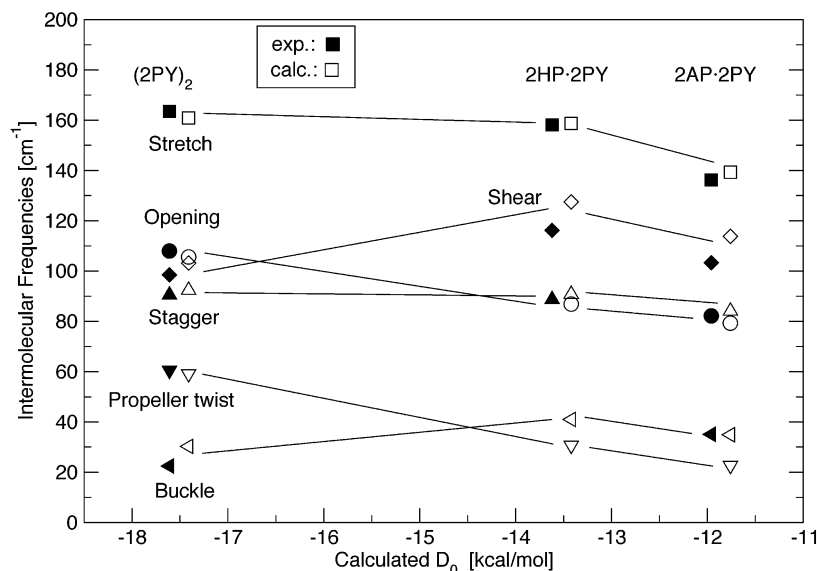 exp.:
calc.:
(2PY)2
2HP·2PY
2AP·2PY
Stretch
Shear
Opening
Stagger
Propeller twist
Buckle
Intermolecular Frequencies [cm-1]
200
180
160
140
120
100
80
60
40
20
0
-18 -17 -16 -15 -14 -13 -12 -11
Calculated D0 [kcal/mol]